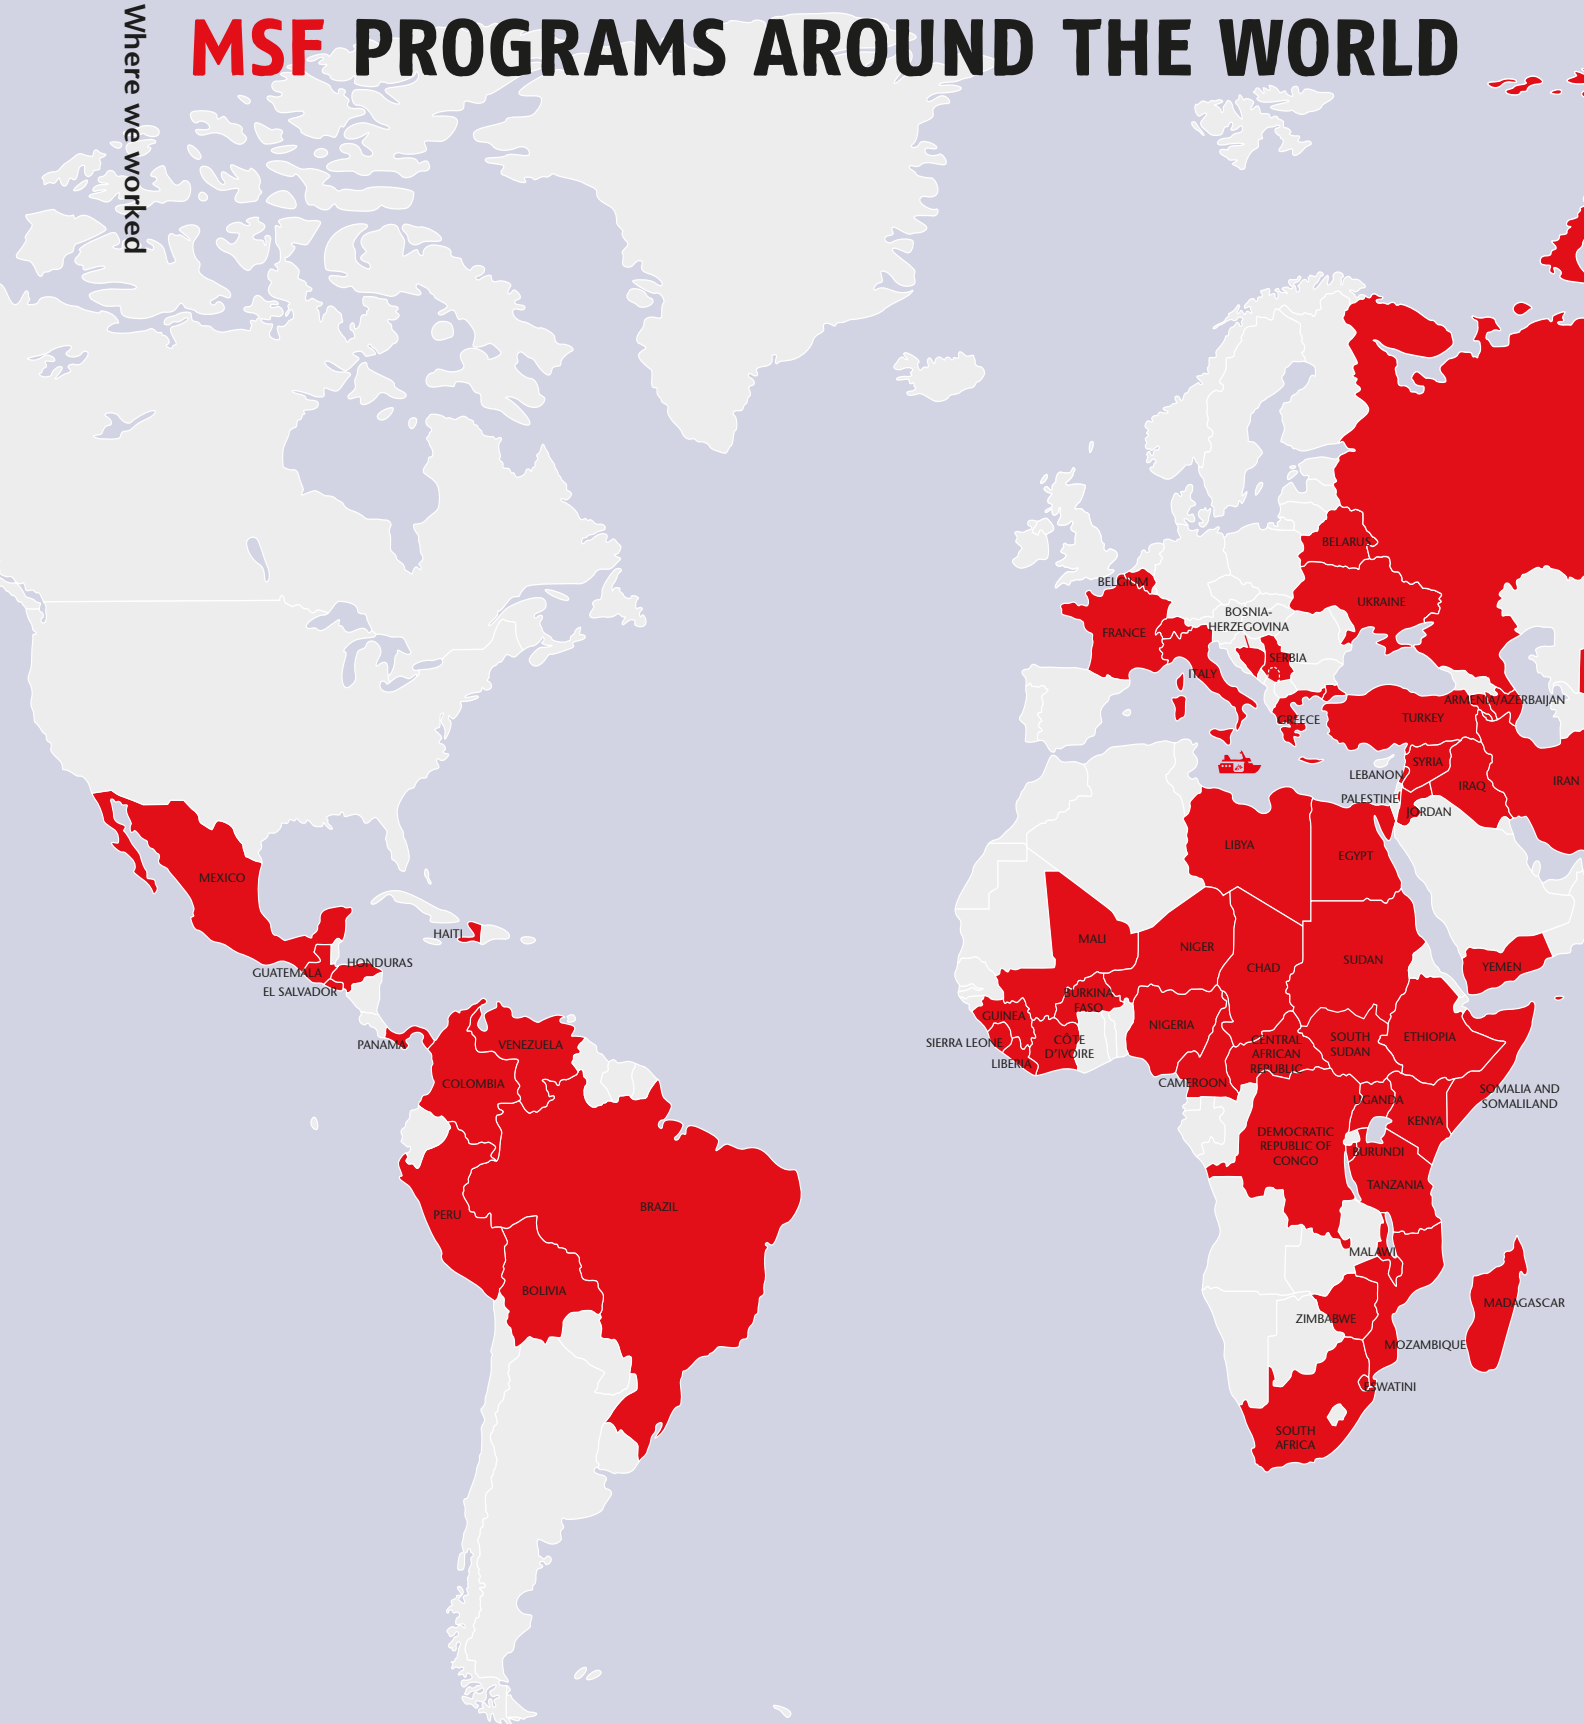 MSF PROGRAMS AROUND THE WORLD
Where we worked
BELARUS
BELGIUM
UKRAINE
BOSNIA-
HERZEGOVINA
FRANCE
SERBIA
ITALY
ARMENIA/AZERBAIJAN
GREECE
TURKEY
SYRIA
LEBANON
IRAQ
IRAN
PALESTINE
JORDAN
LIBYA
EGYPT
MEXICO
HAITI
MALI
NIGER
CHAD
SUDAN
YEMEN
HONDURAS
GUATEMALA
EL SALVADOR
BURKINA
FASO
GUINEA
NIGERIA
SIERRA LEONE
CÔTE
D'IVOIRE
LIBERIA
CENTRAL
AFRICAN
REPUBLIC
SOUTH
SUDAN
ETHIOPIA
PANAMA
VENEZUELA
COLOMBIA
CAMEROON
SOMALIA AND
SOMALILAND
UGANDA
KENYA
DEMOCRATIC
REPUBLIC OF
CONGO
BURUNDI
TANZANIA
PERU
BRAZIL
BOLIVIA
MALAWI
MADAGASCAR
ZIMBABWE
MOZAMBIQUE
ESWATINI
SOUTH
AFRICA